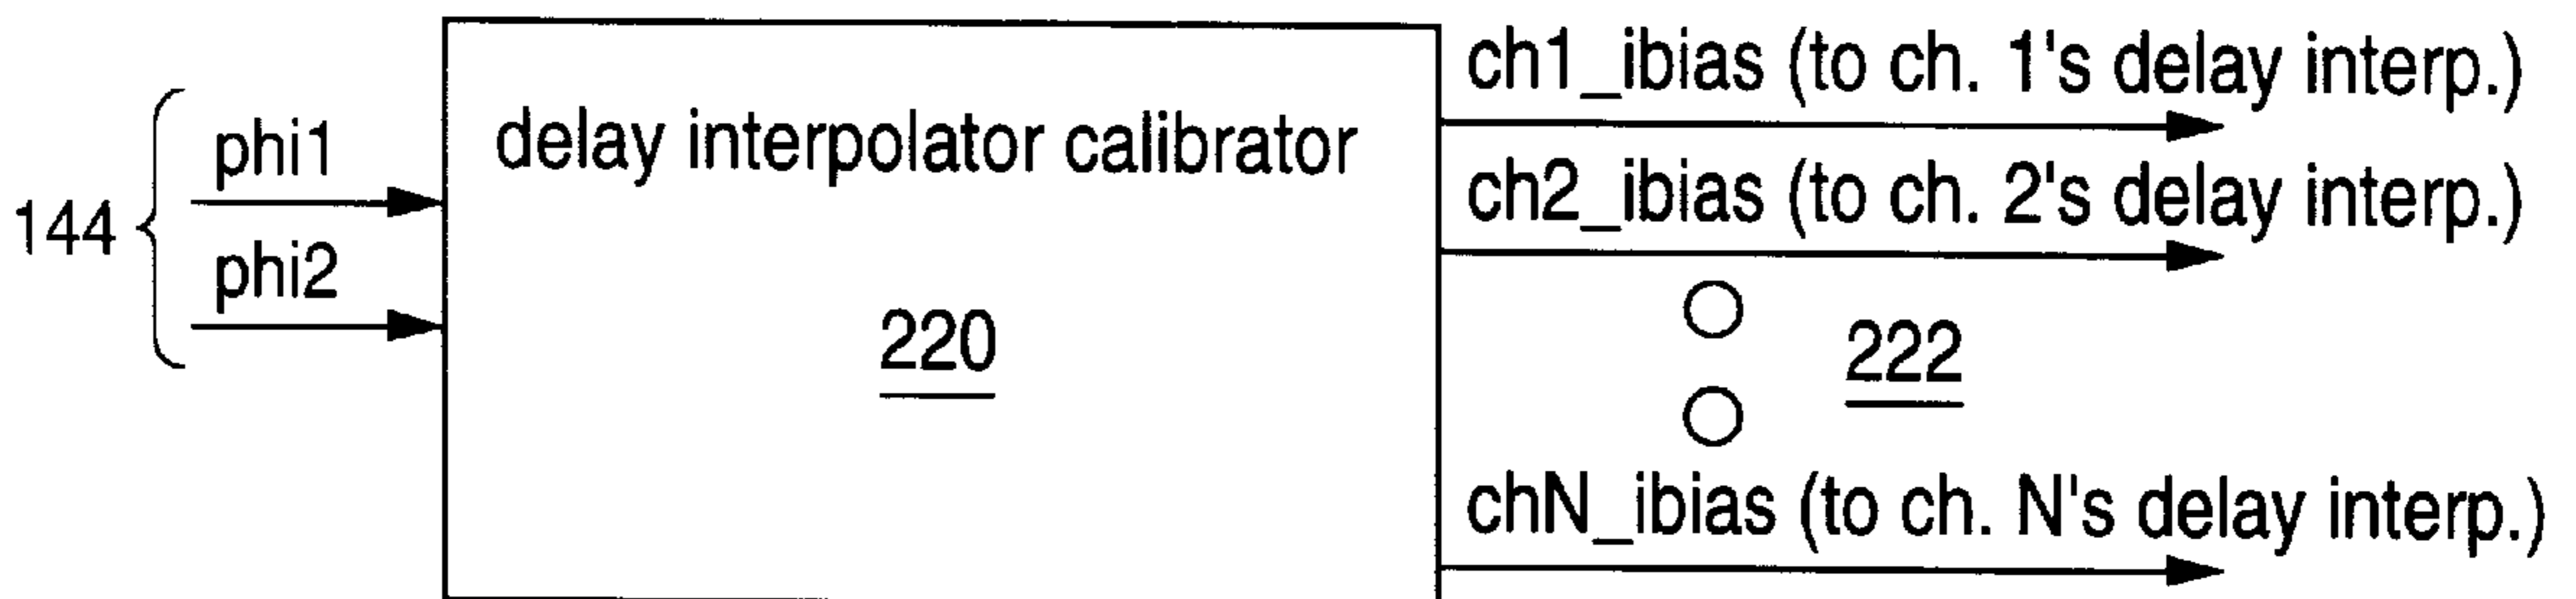 144
phi1
phi2
delay interpolator calibrator
220
ch1_ibias (to ch. 1's delay interp.)
ch2_ibias (to ch. 2's delay interp.)
222
chN_ibias (to ch. N's delay interp.)